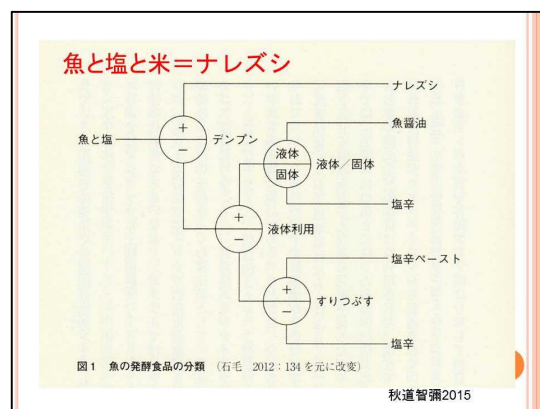 魚と塩と米＝ナレズシ
ナレズシ
魚と塩
＋
－
デンプン
魚醤油
液体
固体
液体／固体
塩辛
＋
－
液体利用
塩辛ペースト
＋
－
すりつぶす
塩辛
図1 魚の発酵食品の分類 （石毛 2012：134を元に改変）
秋道智彌2015